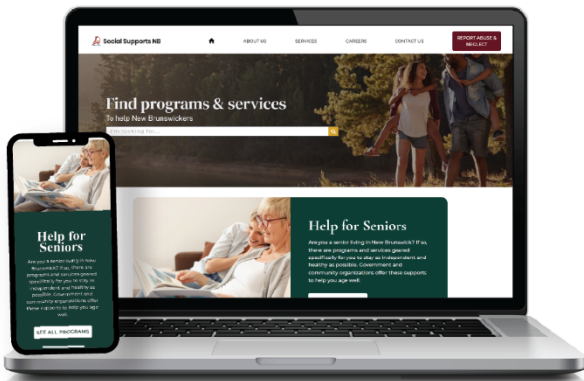 Social Supports NB
ABOUT US
SERVICES
CAREERS
CONTACT US
REPORT ABUSE &
NEGLECT
Find programs & services
To help New Brunswickers
I'm looking for...
Help for Seniors
Are you a senior living in New Brunswick? If so,
there are programs and services geared
specifically for you to stay as independent and
healthy as possible. Government and
community organizations offer these supports
to help you age well.
Help for
Seniors
Are you a senior living in New
Brunswick? If so, there are
programs and services geared
specifically for you to stay as
independent and healthy as
possible. Government and
community organizations offer
these supports to help you age
well.
SEE ALL PROGRAMS